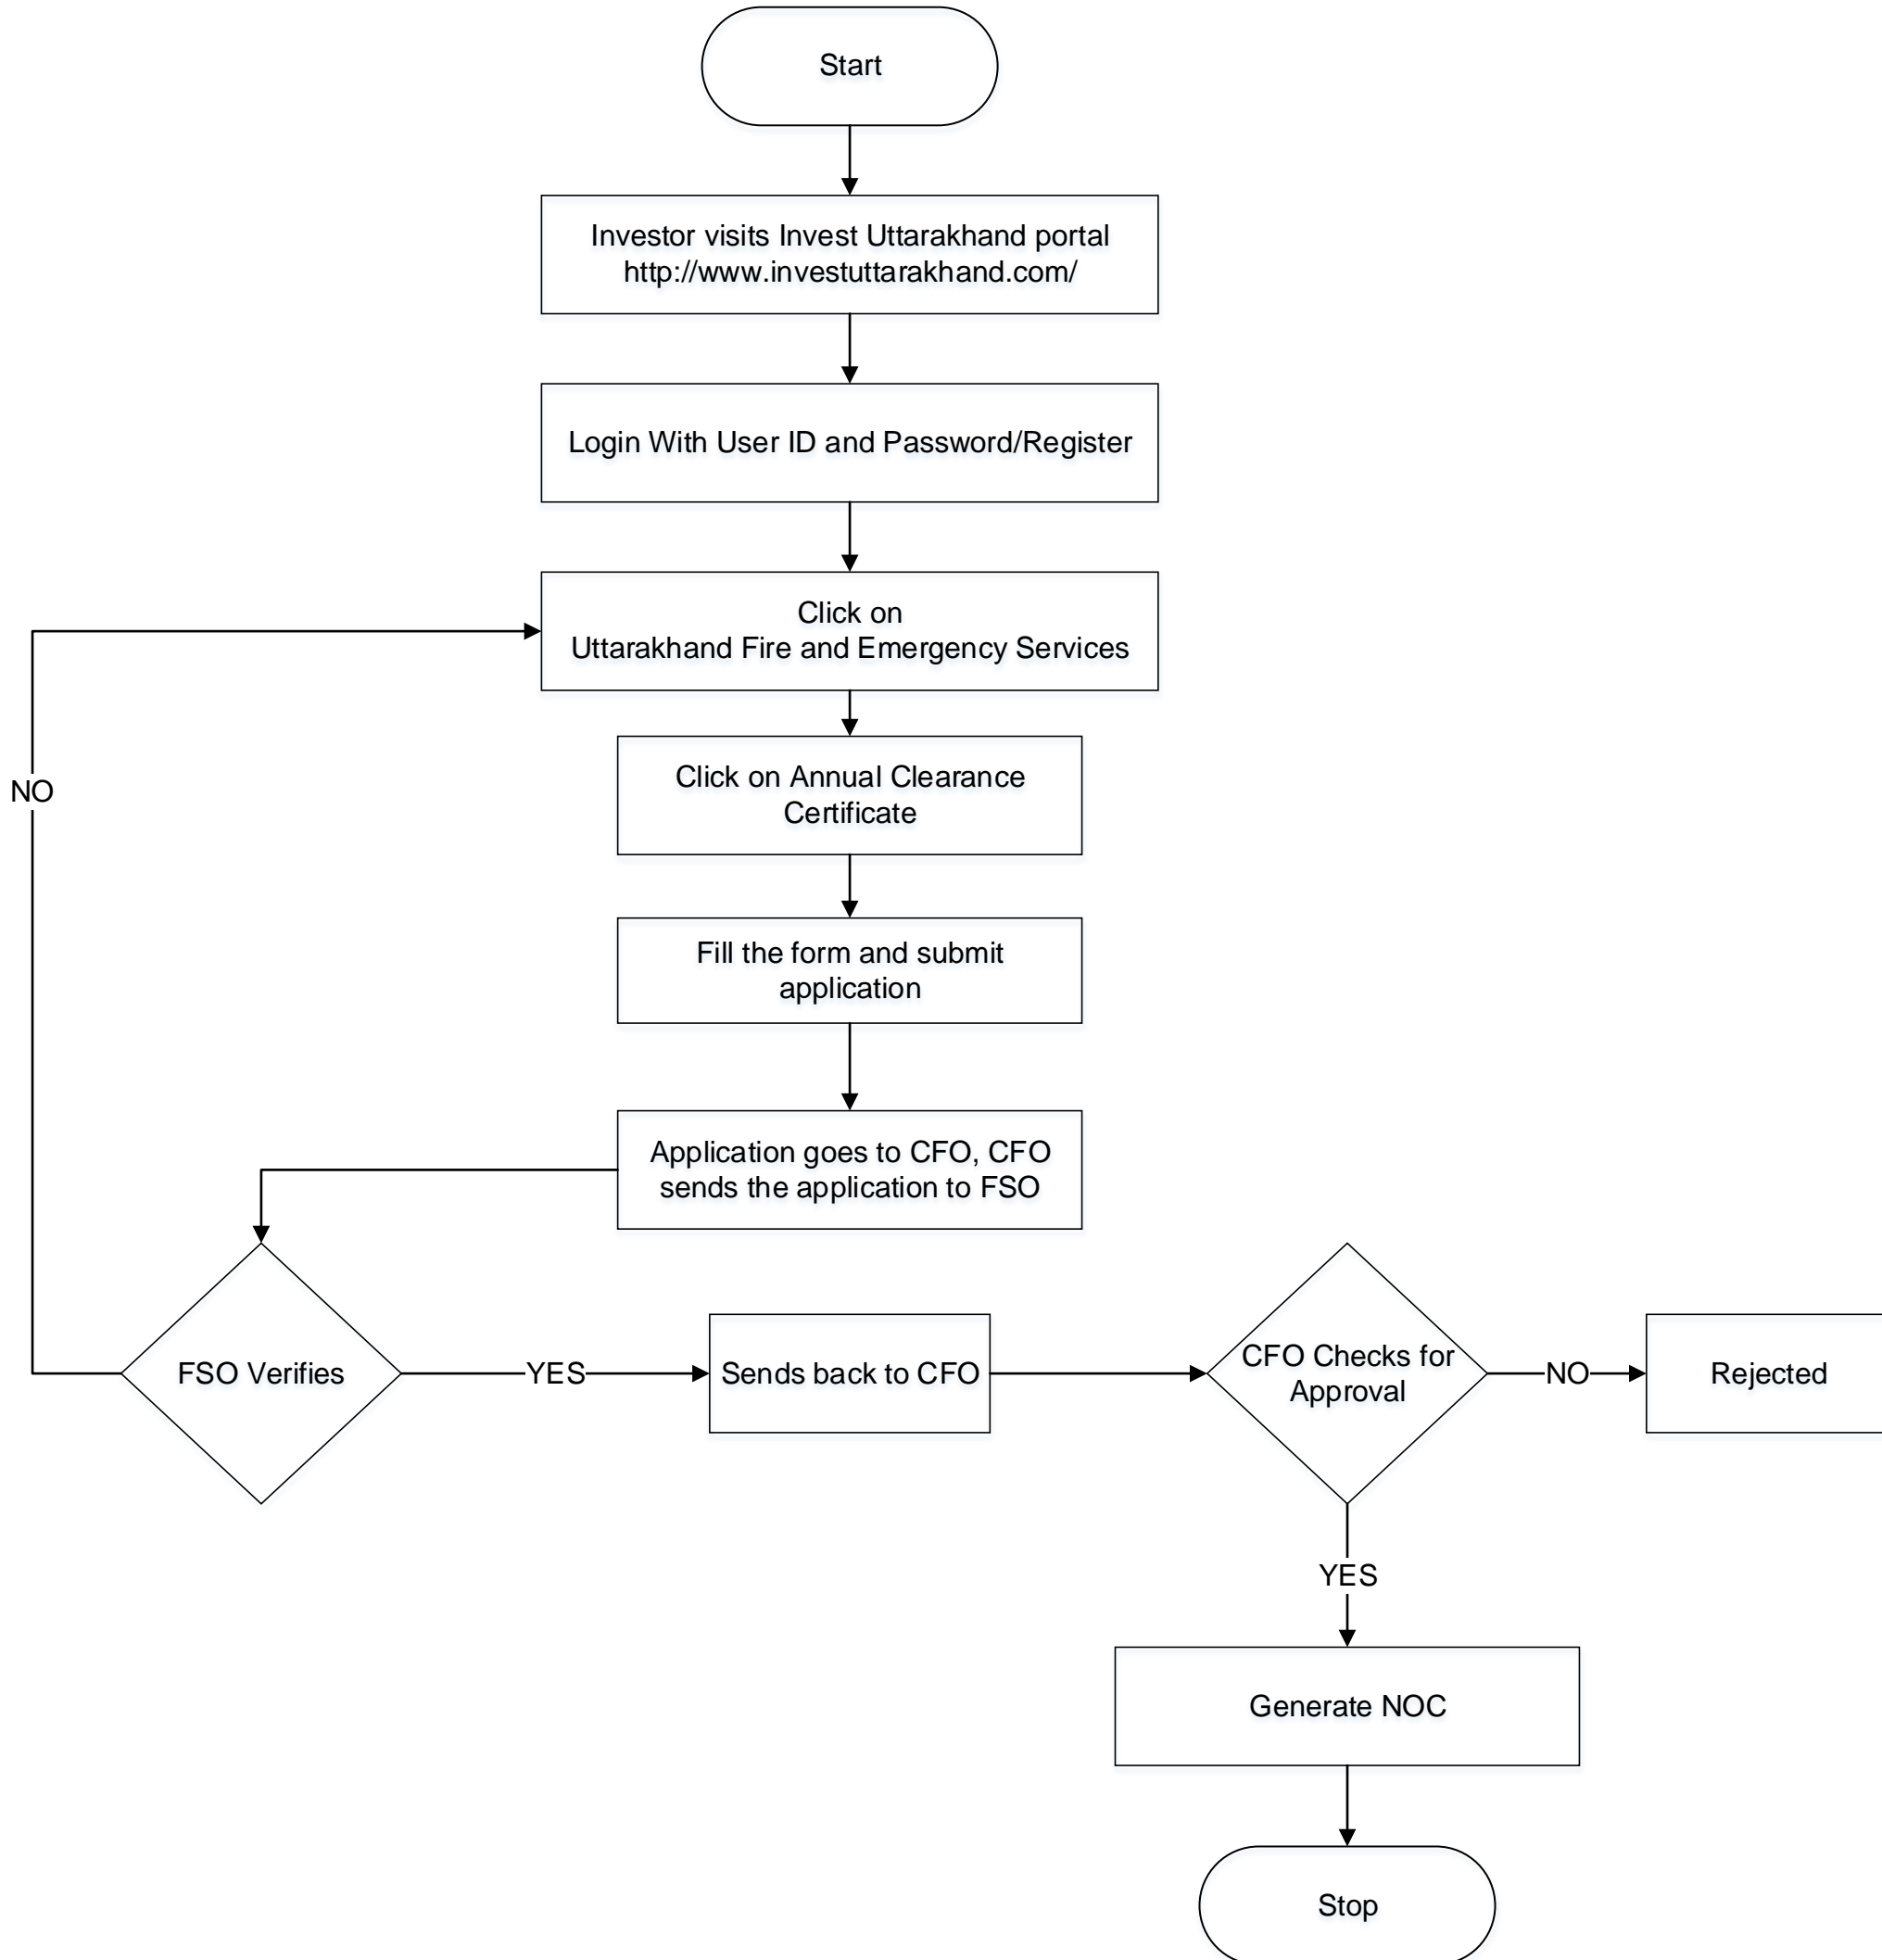 Start
Investor visits Invest Uttarakhand portal
http://www.investuttarakhand.com/
Login With User ID and Password/Register
Click on
Uttarakhand Fire and Emergency Services
NO
Click on Annual Clearance
Certificate
Fill the form and submit
application
Application goes to CFO, CFO
sends the application to FSO
FSO Verifies
YES
Sends back to CFO
CFO Checks for
Approval
NO
Rejected
YES
Generate NOC
Stop